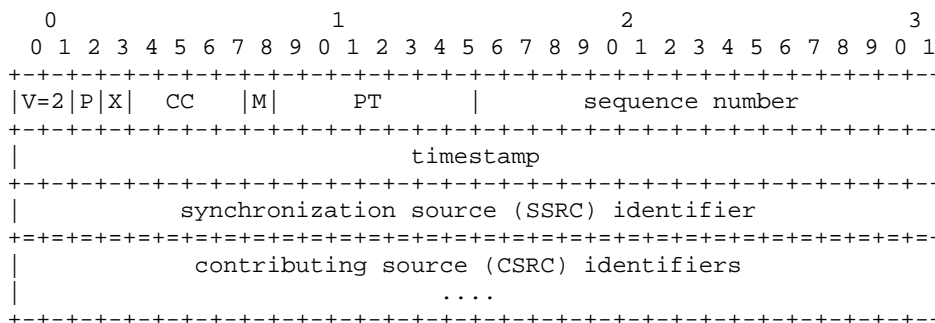 0 1 2 3
0 1 2 3 4 5 6 7 8 9 0 1 2 3 4 5 6 7 8 9 0 1 2 3 4 5 6 7 8 9 0 1
+-+-+-+-+-+-+-+-+-+-+-+-+-+-+-+-+-+-+-+-+-+-+-+-+-+-+-+-+-+-+-+-
|V=2|P|X| CC |M| PT | sequence number
+-+-+-+-+-+-+-+-+-+-+-+-+-+-+-+-+-+-+-+-+-+-+-+-+-+-+-+-+-+-+-+-
| timestamp
+-+-+-+-+-+-+-+-+-+-+-+-+-+-+-+-+-+-+-+-+-+-+-+-+-+-+-+-+-+-+-+-
| synchronization source (SSRC) identifier
+=+=+=+=+=+=+=+=+=+=+=+=+=+=+=+=+=+=+=+=+=+=+=+=+=+=+=+=+=+=+=+-
| contributing source (CSRC) identifiers
| ....
+-+-+-+-+-+-+-+-+-+-+-+-+-+-+-+-+-+-+-+-+-+-+-+-+-+-+-+-+-+-+-+-